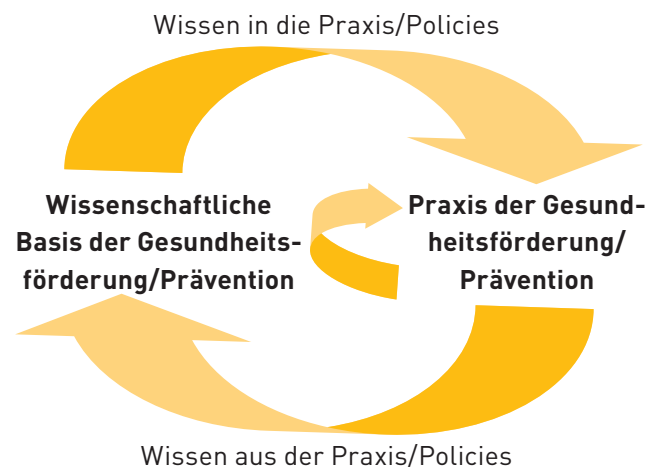 Wissen in die Praxis/Policies
Wissenschaftliche
Basis der Gesundheits-
förderung/Prävention
Praxis der Gesund-
heitsförderung/
Prävention
Wissen aus der Praxis/Policies